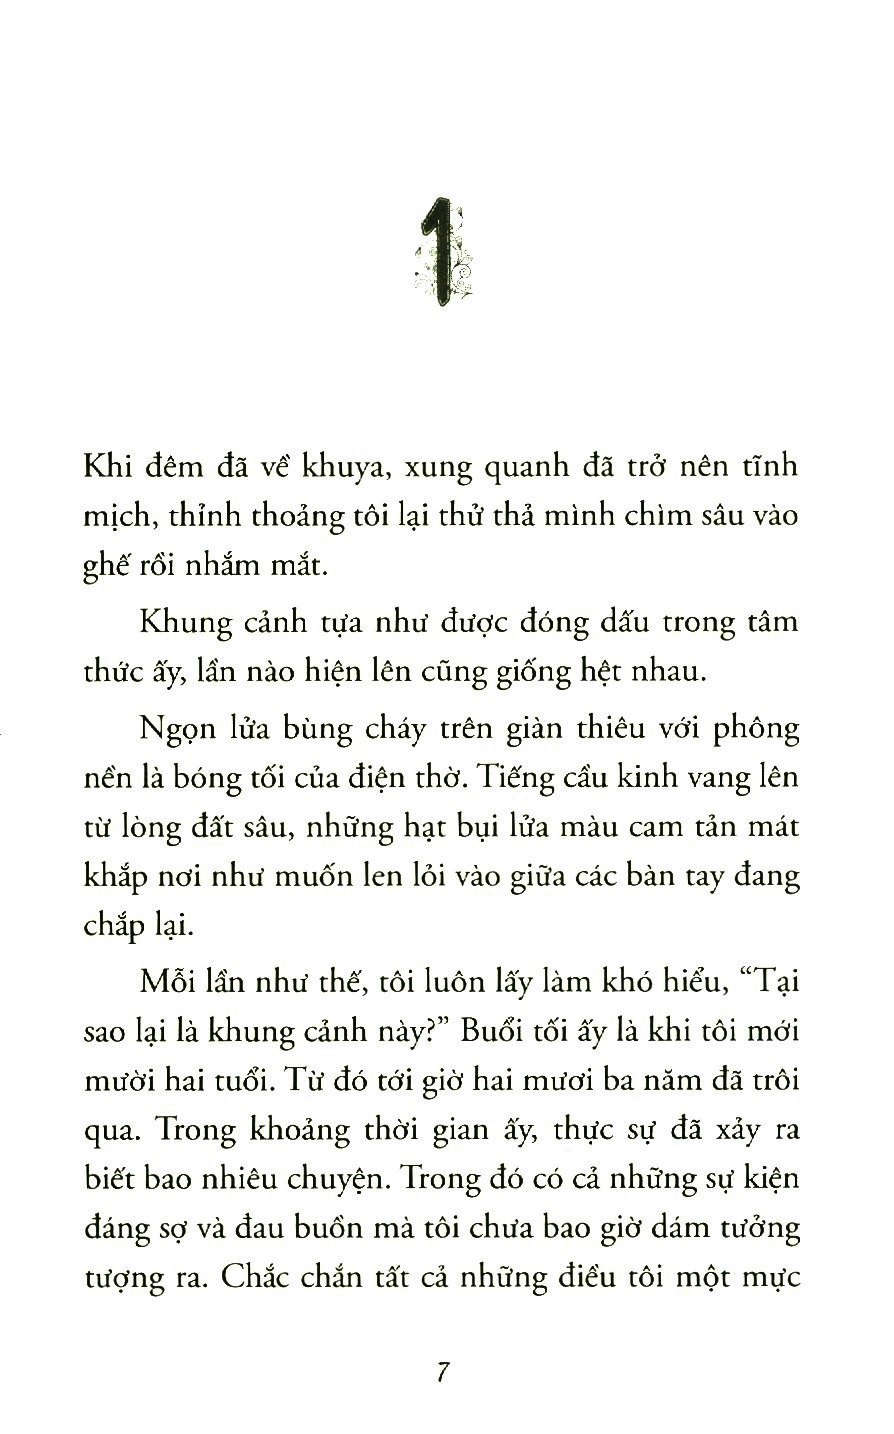 1
Khi đêm đã về khuya, xung quanh đã trở nên tĩnh
mịch, thỉnh thoảng tôi lại thử thả mình chìm sâu vào
ghế rồi nhắm mắt.
Khung cảnh tựa như được đóng dấu trong tâm
thức ấy, lần nào hiện lên cũng giống hệt nhau.
Ngọn lửa bùng cháy trên giàn thiêu với phông
nền là bóng tối của điện thờ. Tiếng cầu kinh vang lên
từ lòng đất sâu, những hạt bụi lửa màu cam tản mát
khắp nơi như muốn len lỏi vào giữa các bàn tay đang
chắp lại.
Mỗi lần như thế, tôi luôn lấy làm khó hiểu, “Tại
sao lại là khung cảnh này?” Buổi tối ấy là khi tôi mới
mười hai tuổi. Từ đó tới giờ hai mươi ba năm đã trôi
qua. Trong khoảng thời gian ấy, thực sự đã xảy ra
biết bao nhiêu chuyện. Trong đó có cả những sự kiện
đáng sợ và đau buồn mà tôi chưa bao giờ dám tưởng
tượng ra. Chắc chắn tất cả những điều tôi một mực
7